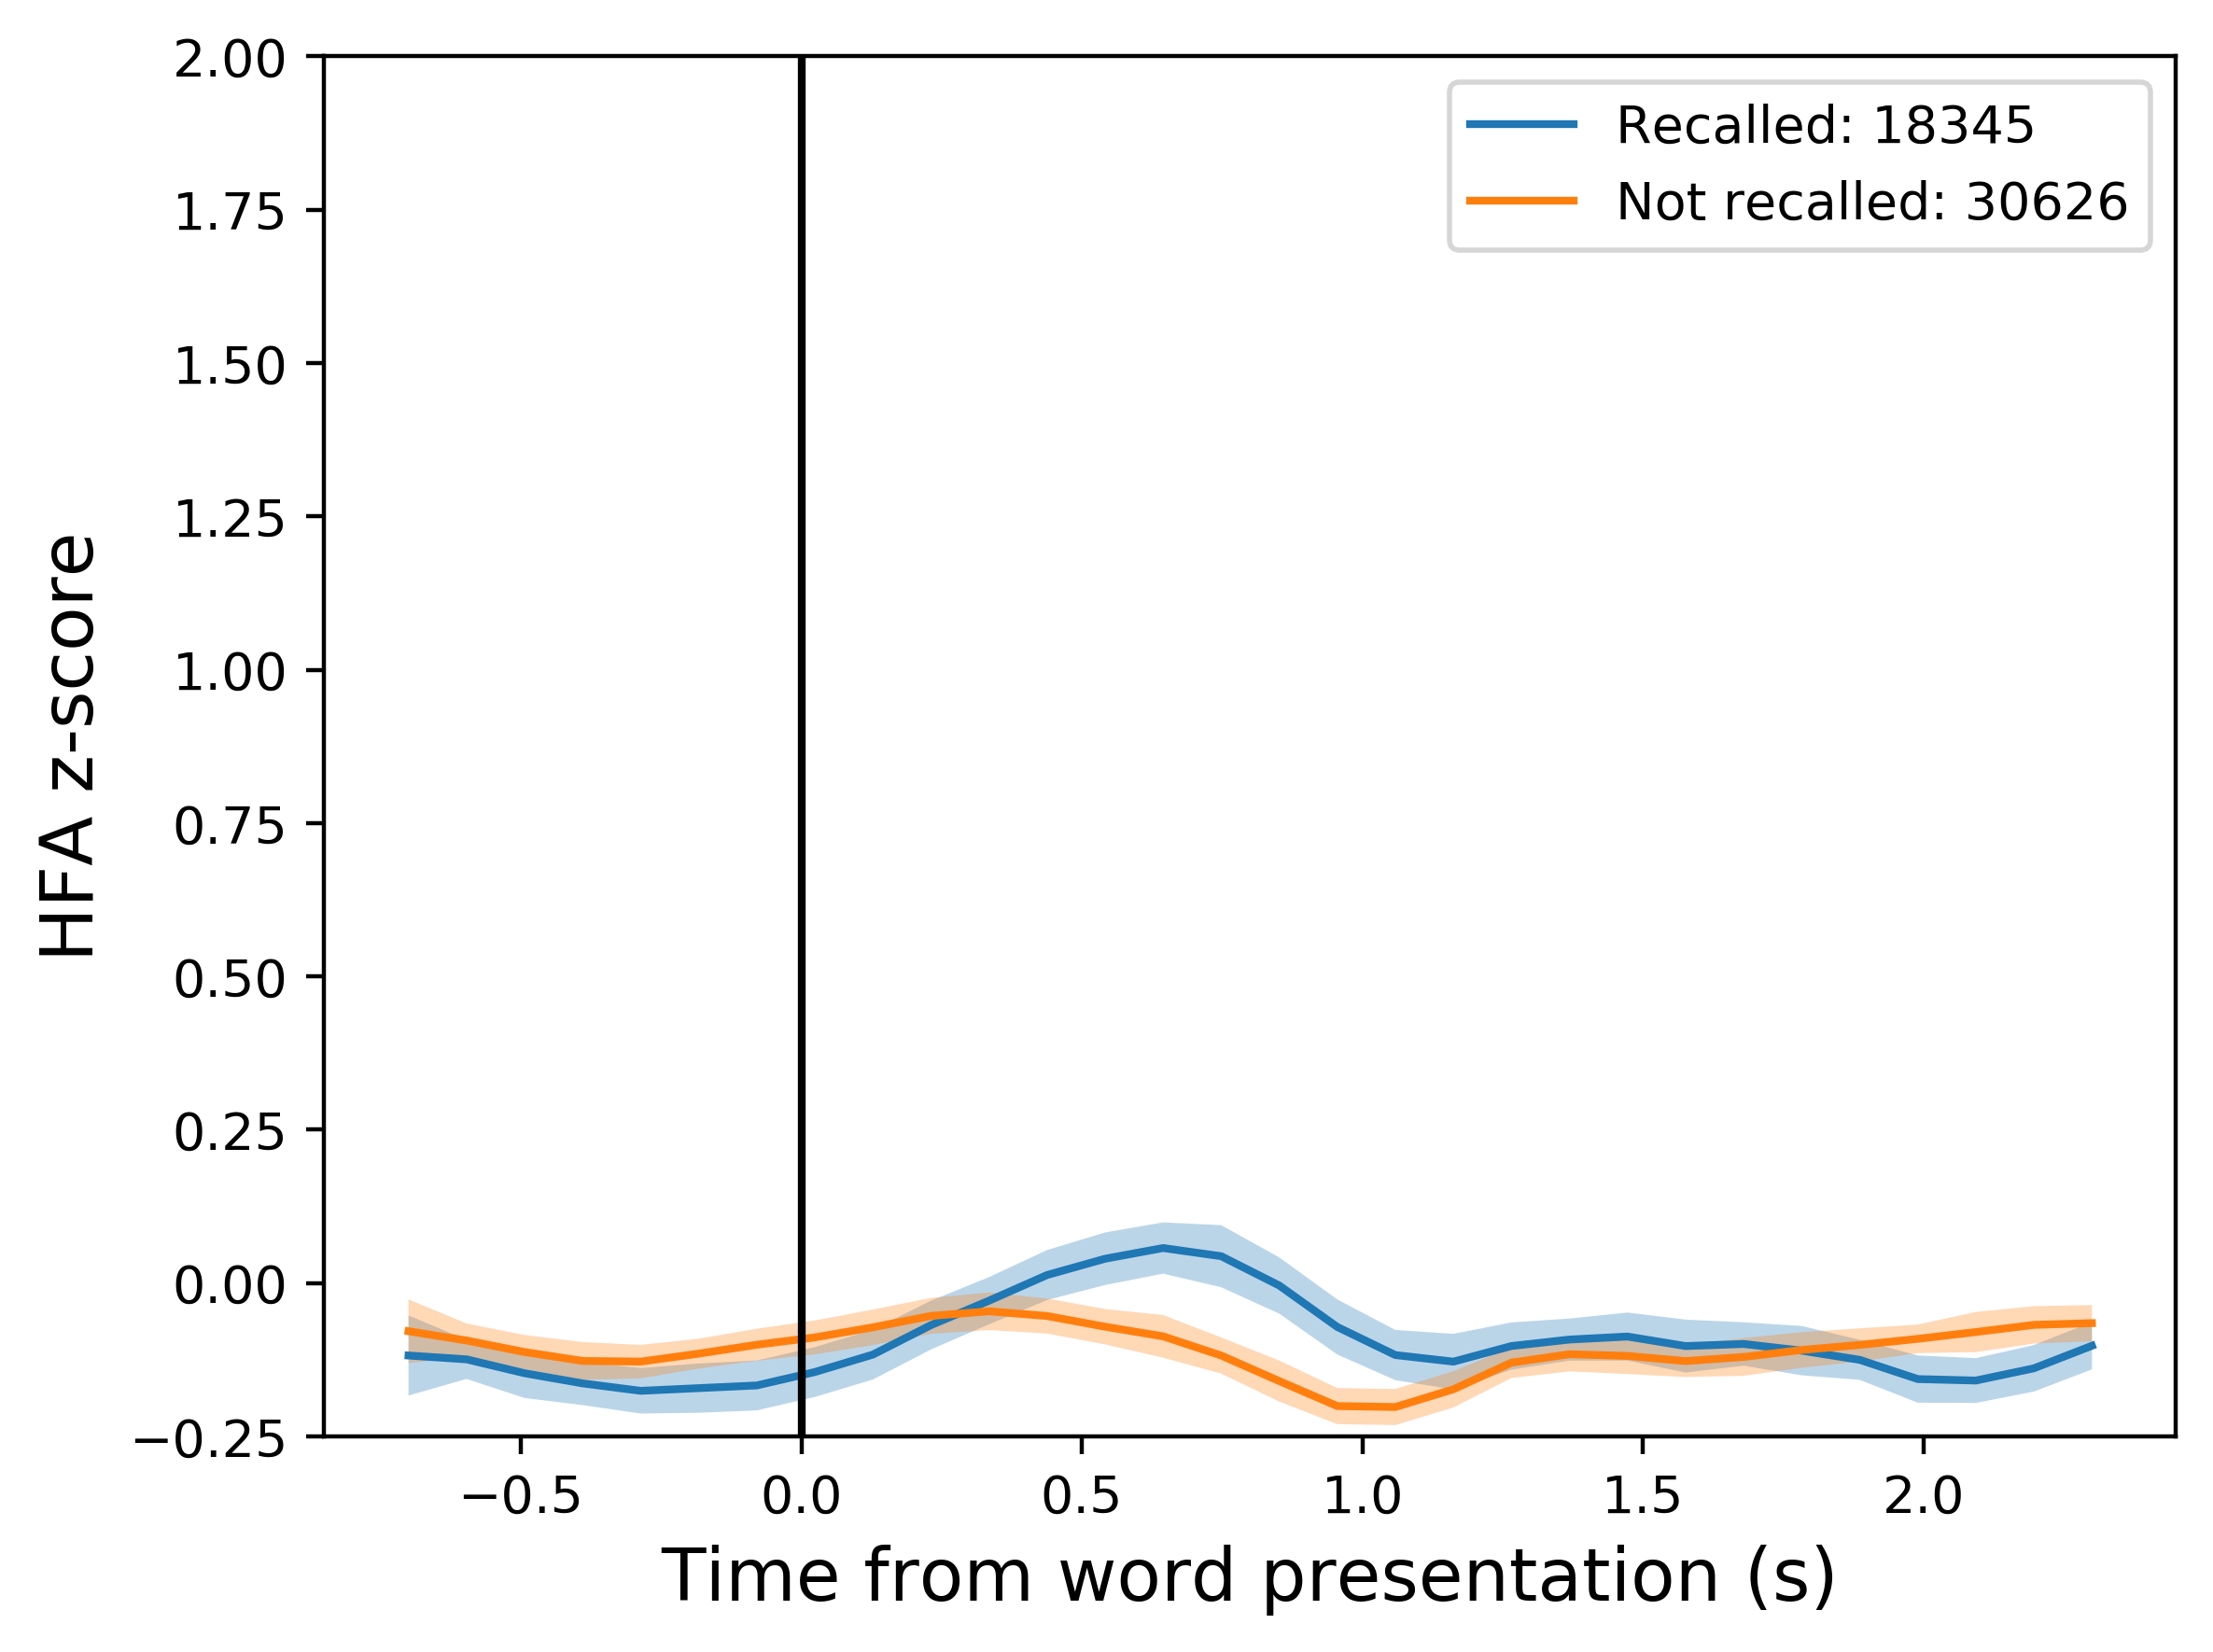 2.00
1.75
1.50
1.25
1.00
0.75
0.50
0.25
0.00
−0.25
HFA z-score
Recalled: 18345
Not recalled: 30626
−0.5 0.0 0.5 1.0 1.5 2.0
Time from word presentation (s)